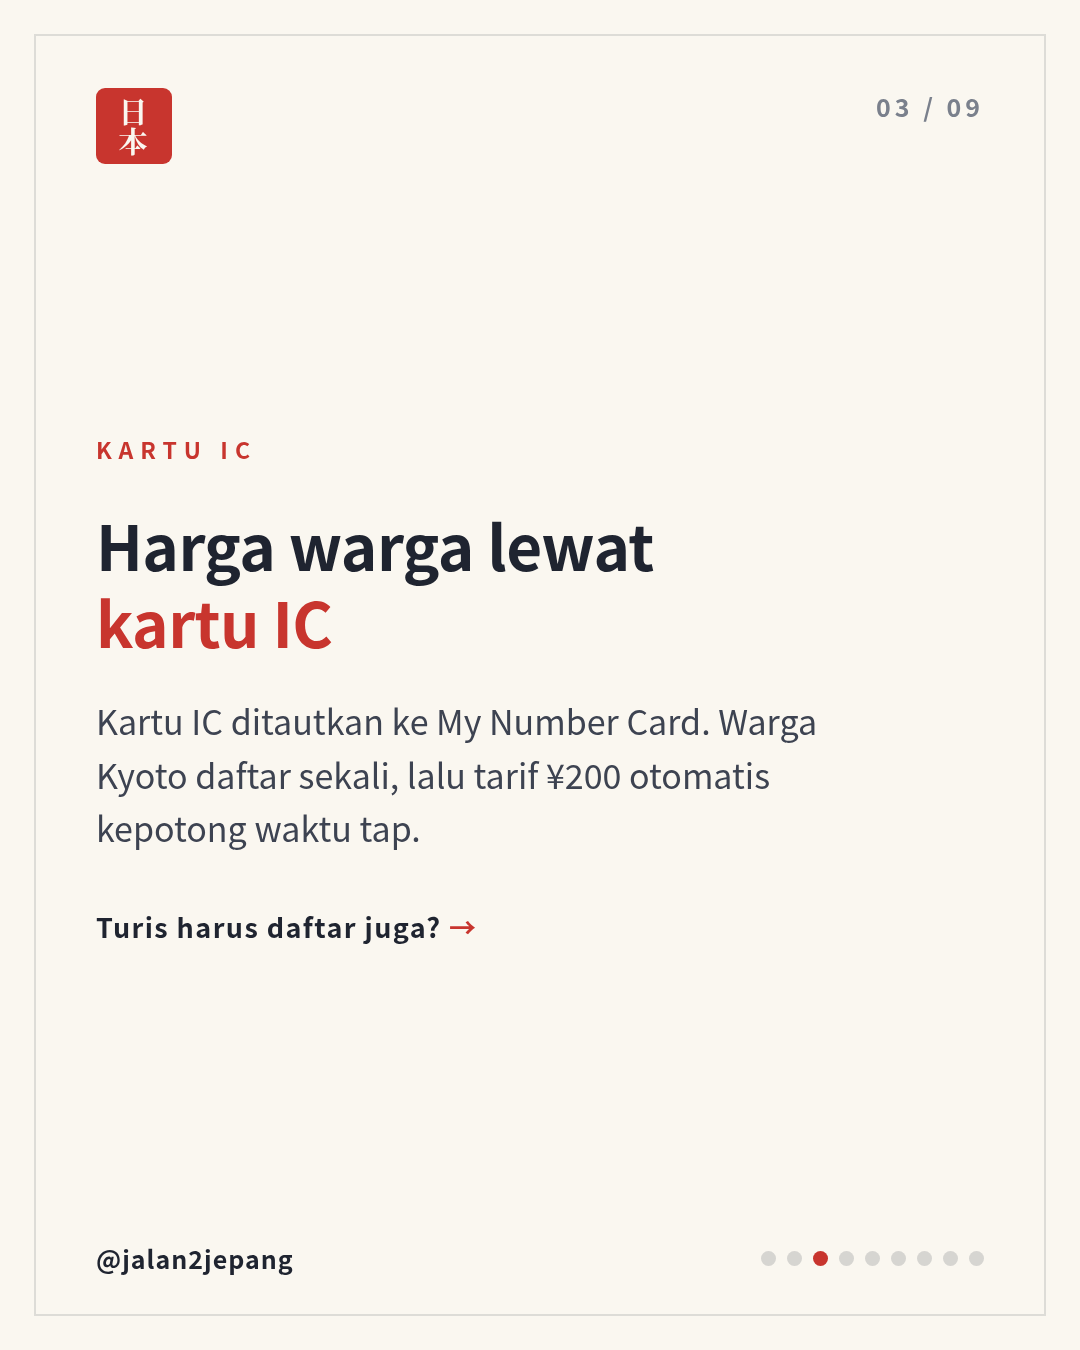 日本
03 / 09
KARTU IC
Harga warga lewat
kartu IC
Kartu IC ditautkan ke My Number Card. Warga
Kyoto daftar sekali, lalu tarif ¥200 otomatis
kepotong waktu tap.
Turis harus daftar juga? →
@jalan2jepang